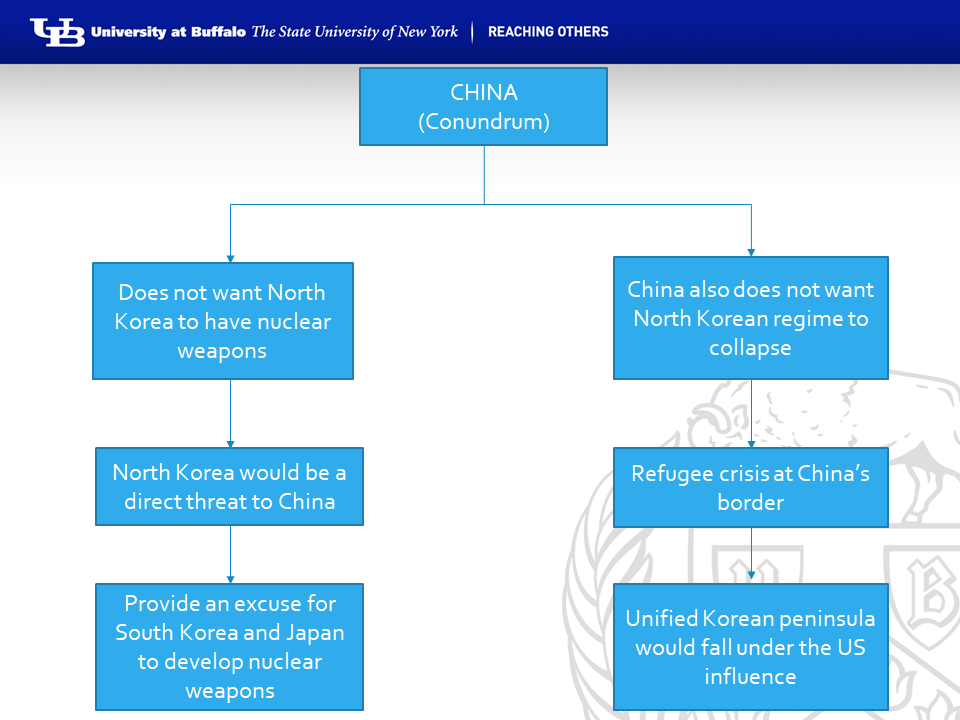 UB University at Buffalo The State University of New York | REACHING OTHERS
CHINA
(Conundrum)
Does not want North
Korea to have nuclear
weapons
China also does not want
North Korean regime to
collapse
North Korea would be a
direct threat to China
Refugee crisis at China’s
border
Provide an excuse for
South Korea and Japan
to develop nuclear
weapons
Unified Korean peninsula
would fall under the US
influence